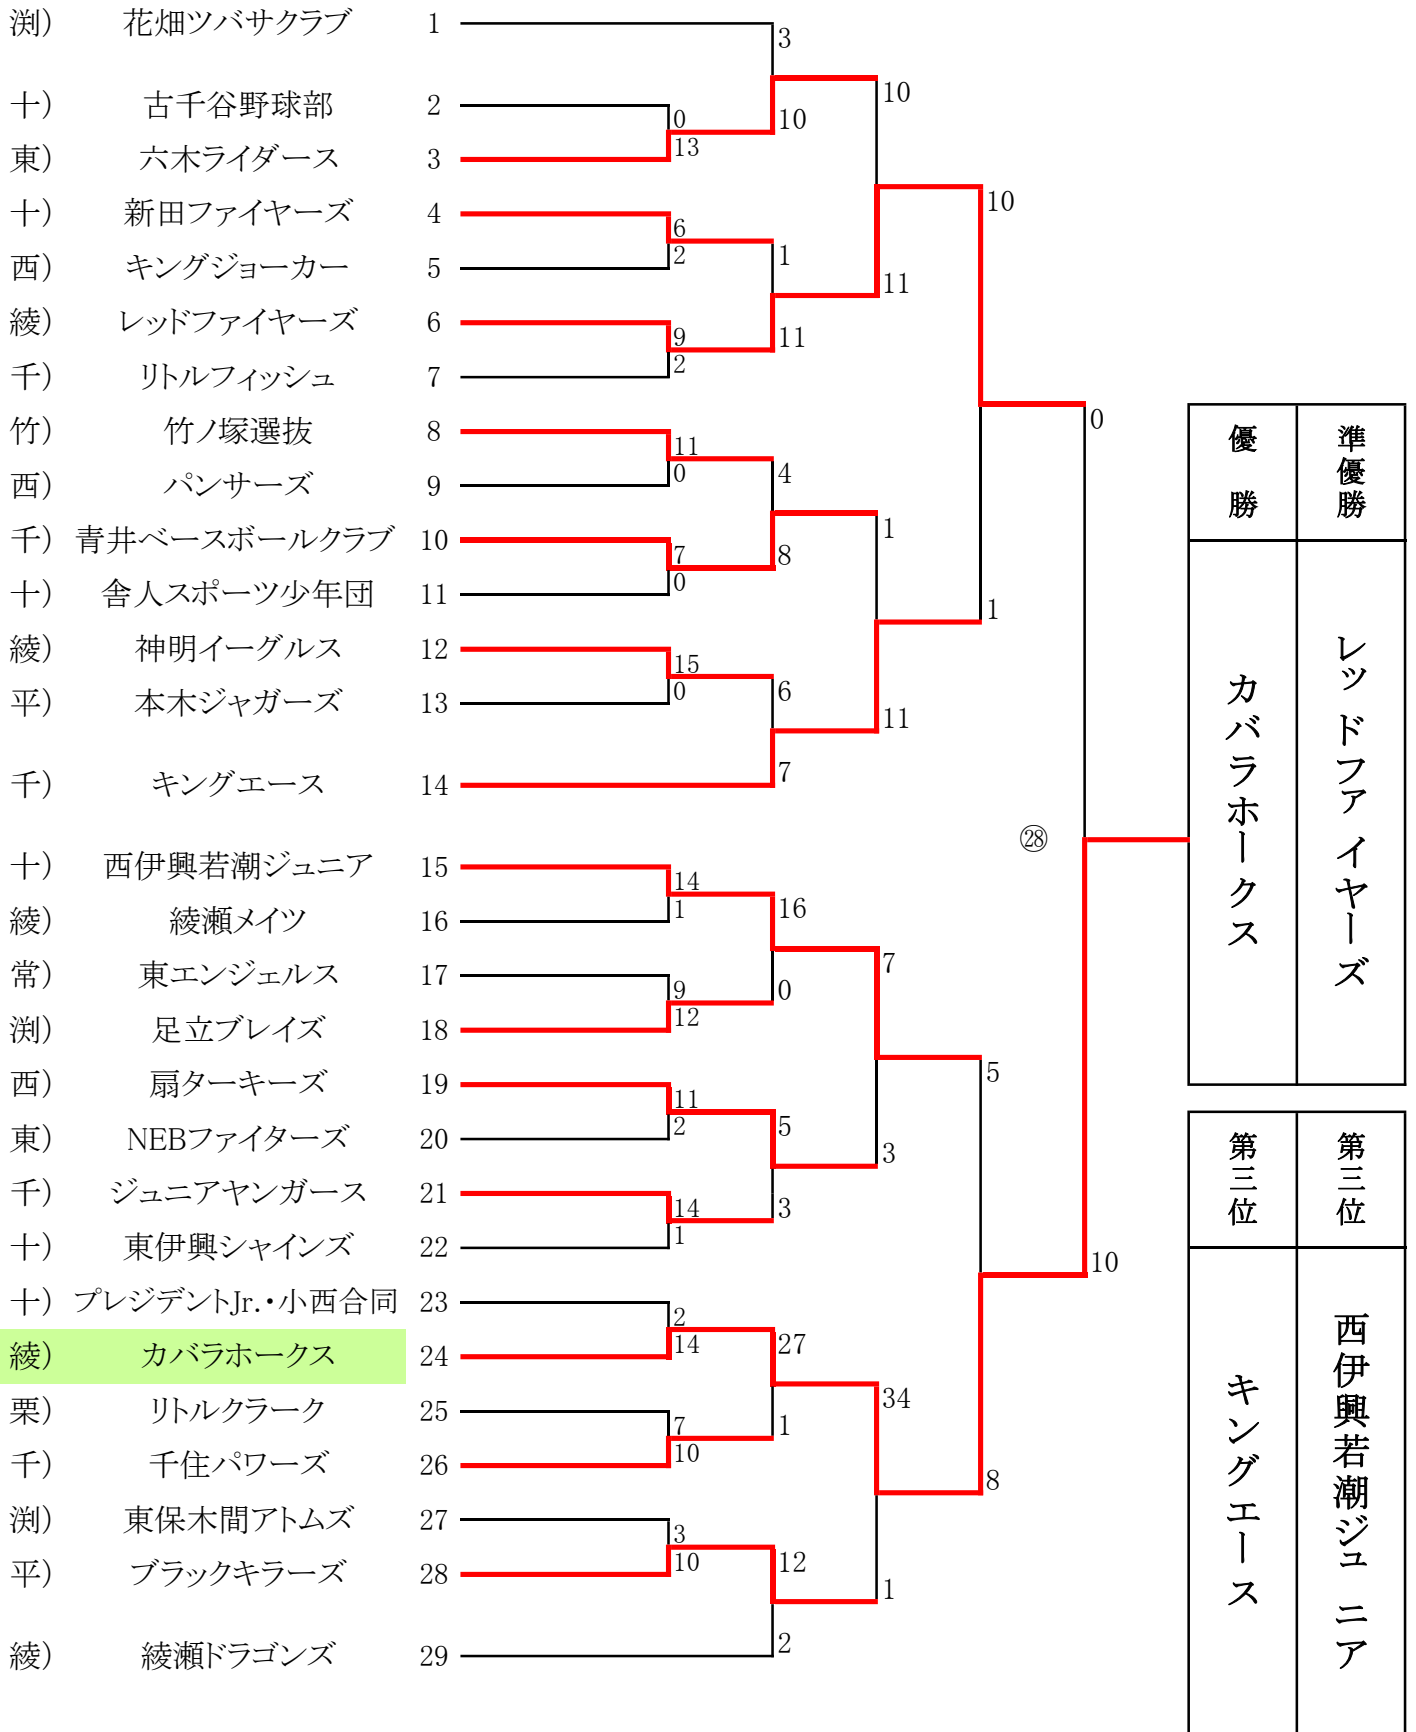 渕） 花畑ツバサクラブ 1
3
十） 古千谷野球部 2
0
10
10
東） 六木ライダース 3
13
十） 新田ファイヤーズ 4
6
10
西） キングジョーカー 5
2
1
11
綾） レッドファイヤーズ 6
9
11
千） リトルフィッシュ 7
2
竹） 竹ノ塚選抜 8
11
0
西） パンサーズ 9
0
4
千） 青井ベースボールクラブ 10
7
8
1
十） 舎人スポーツ少年団 11
0
1
綾） 神明イーグルス 12
15
平） 本木ジャガーズ 13
0
6
11
千） キングエース 14
7
㉘
十） 西伊興若潮ジュニア 15
14
綾） 綾瀬メイツ 16
1
16
常） 東エンジェルス 17
9
0
7
渕） 足立ブレイズ 18
12
西） 扇ターキーズ 19
11
5
東） NEBファイターズ 20
2
5
3
千） ジュニアヤンガース 21
14
3
十） 東伊興シャインズ 22
1
10
十） プレジデントJr.・小西合同 23
2
綾） カバラホークス 24
14
27
栗） リトルクラーク 25
7
1
34
千） 千住パワーズ 26
10
8
渕） 東保木間アトムズ 27
3
平） ブラックキラーズ 28
10
12
1
綾） 綾瀬ドラゴンズ 29
2
優勝
カバラホークス
準優勝
レッドファイヤーズ
第三位
キングエース
第三位
西伊興若潮ジュニア